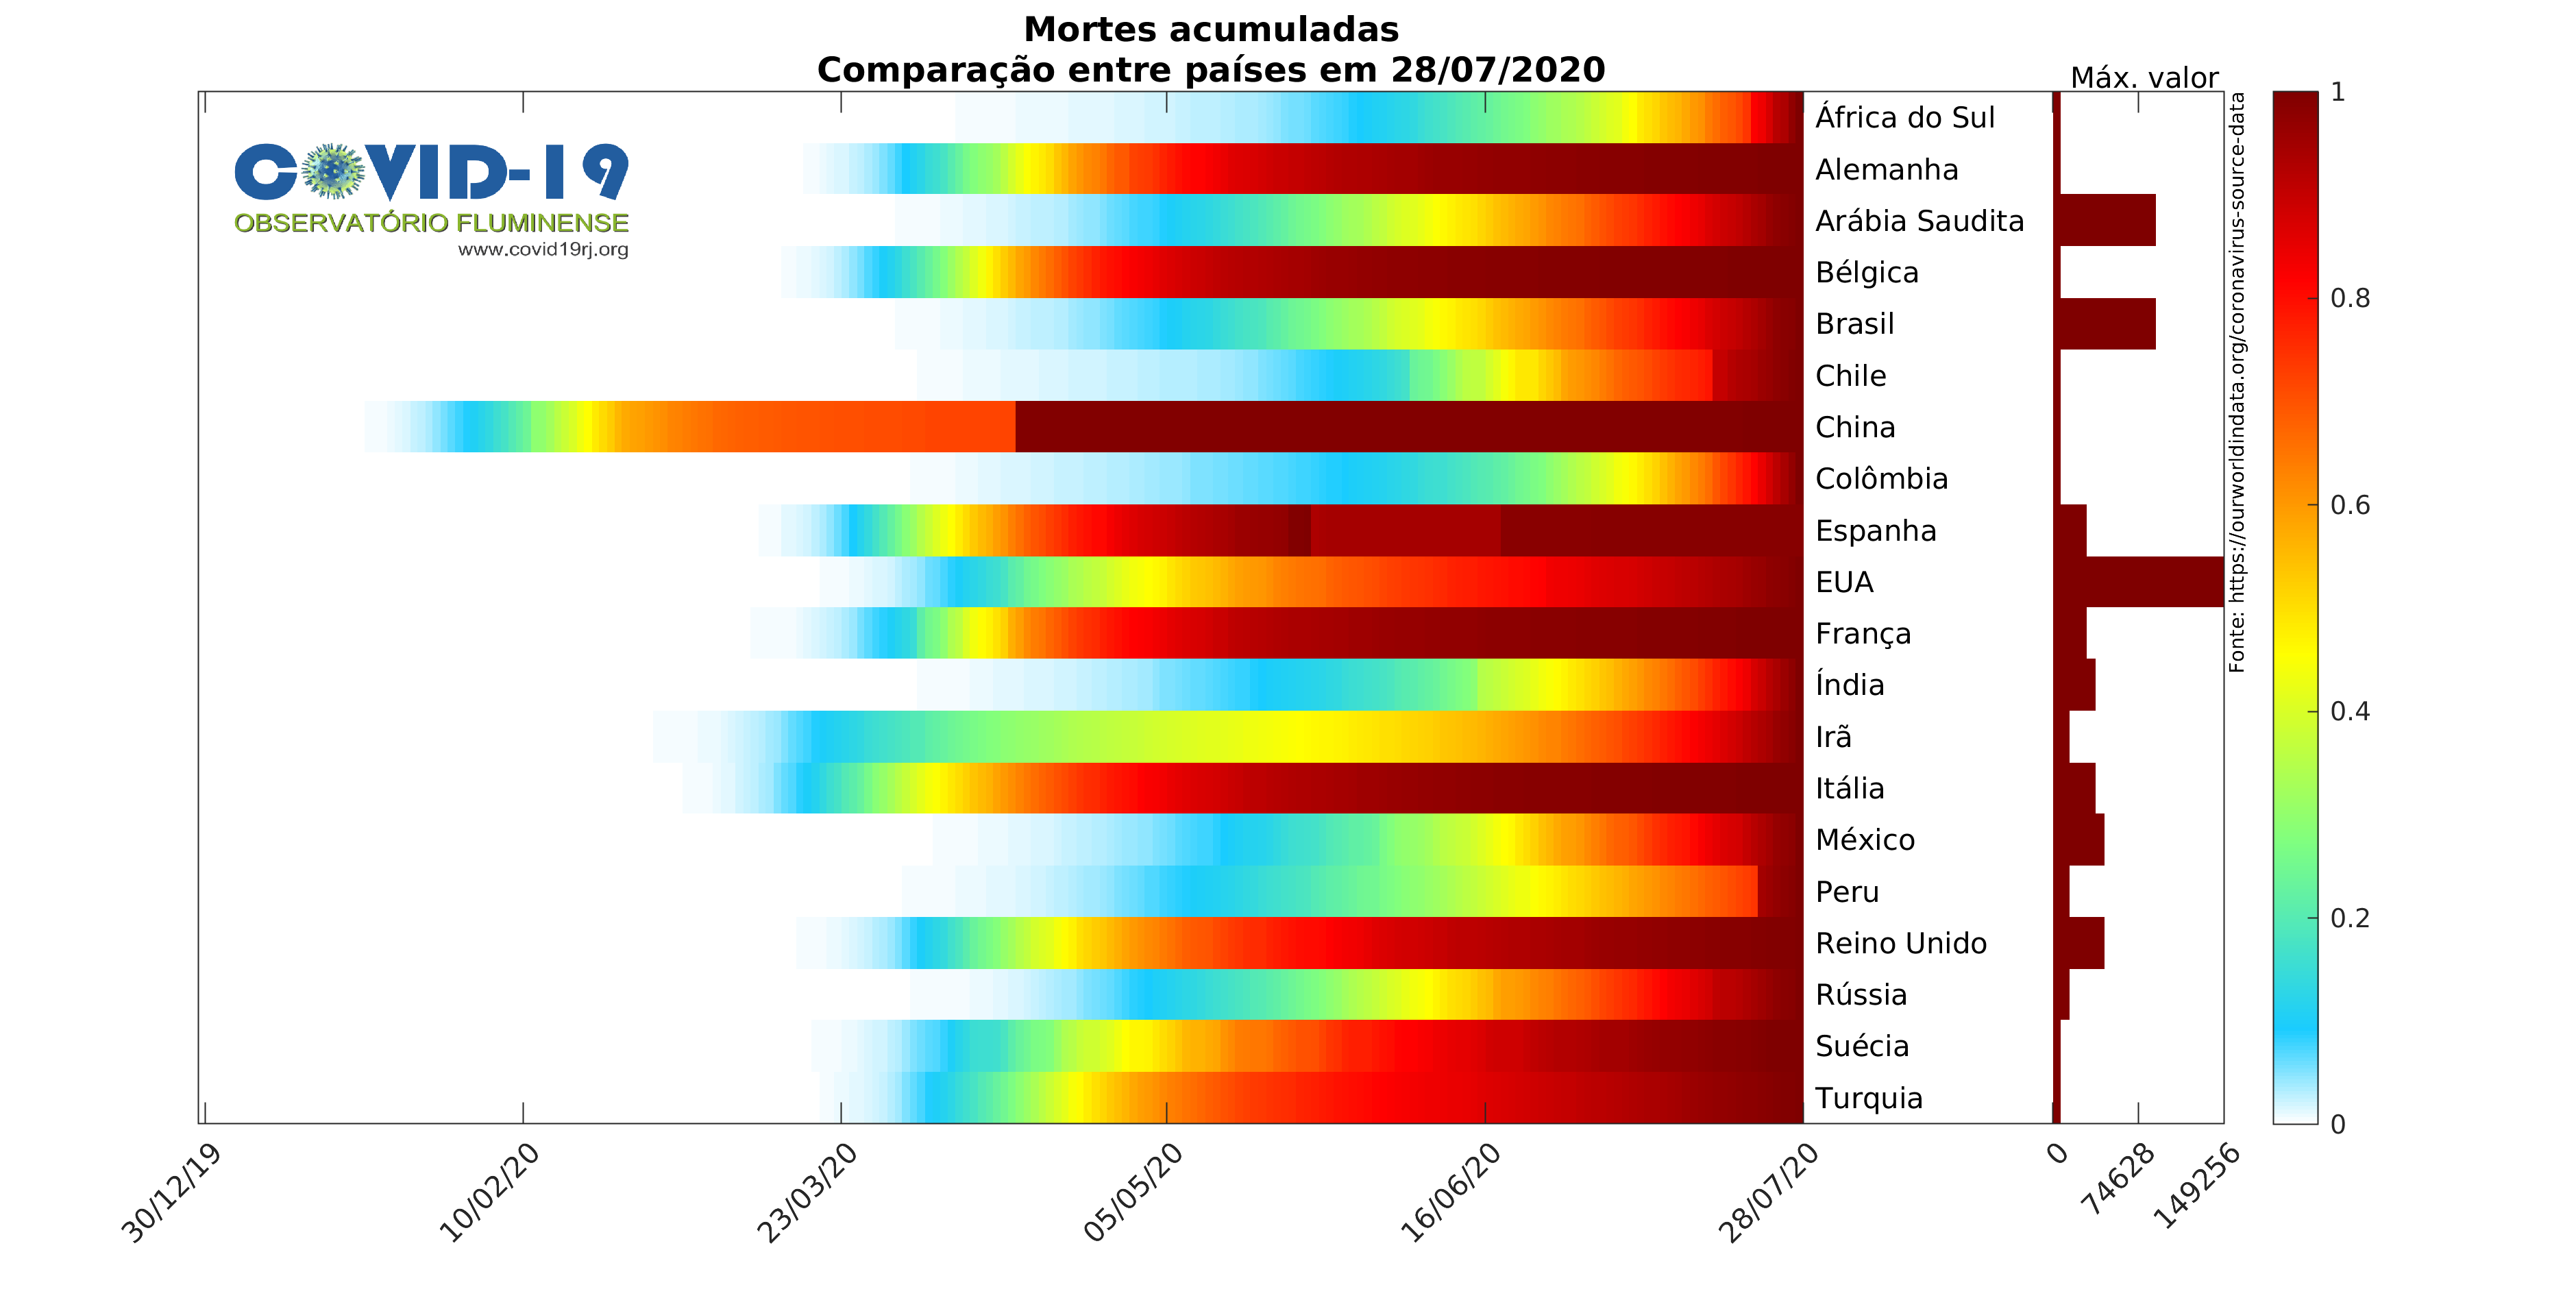 Mortes acumuladas
Comparação entre países em 28/07/2020
Máx. valor
COVID-19
OBSERVATÓRIO FLUMINENSE
www.covid19rj.org
África do Sul
Alemanha
Arábia Saudita
Bélgica
Brasil
Chile
China
Colômbia
Espanha
EUA
França
Índia
Irã
Itália
México
Peru
Reino Unido
Rússia
Suécia
Turquia
Fonte: https://ourworldindata.org/coronavirus-source-data
1
0.8
0.6
0.4
0.2
0
30/12/19
10/02/20
23/03/20
05/05/20
16/06/20
28/07/20
0
74628
149256